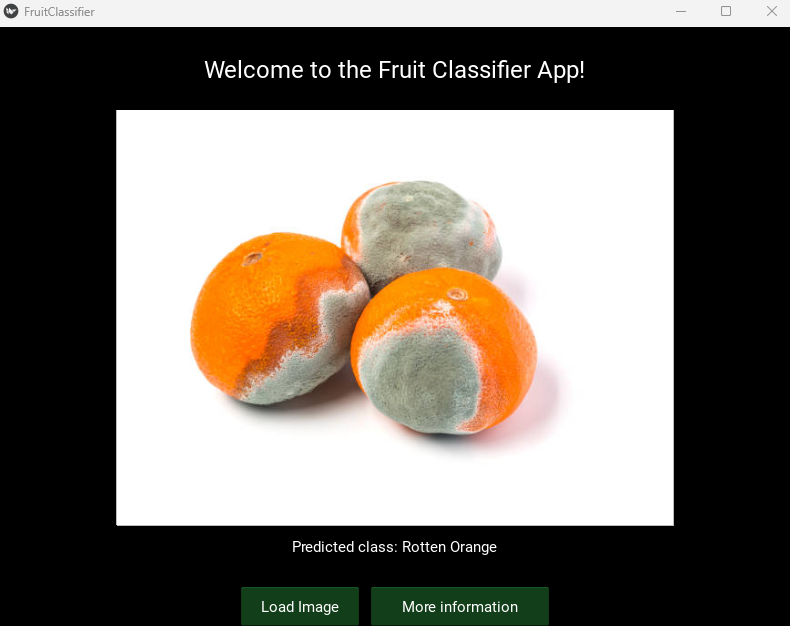 FruitClassifier
Welcome to the Fruit Classifier App!
Predicted class: Rotten Orange
Load Image
More information